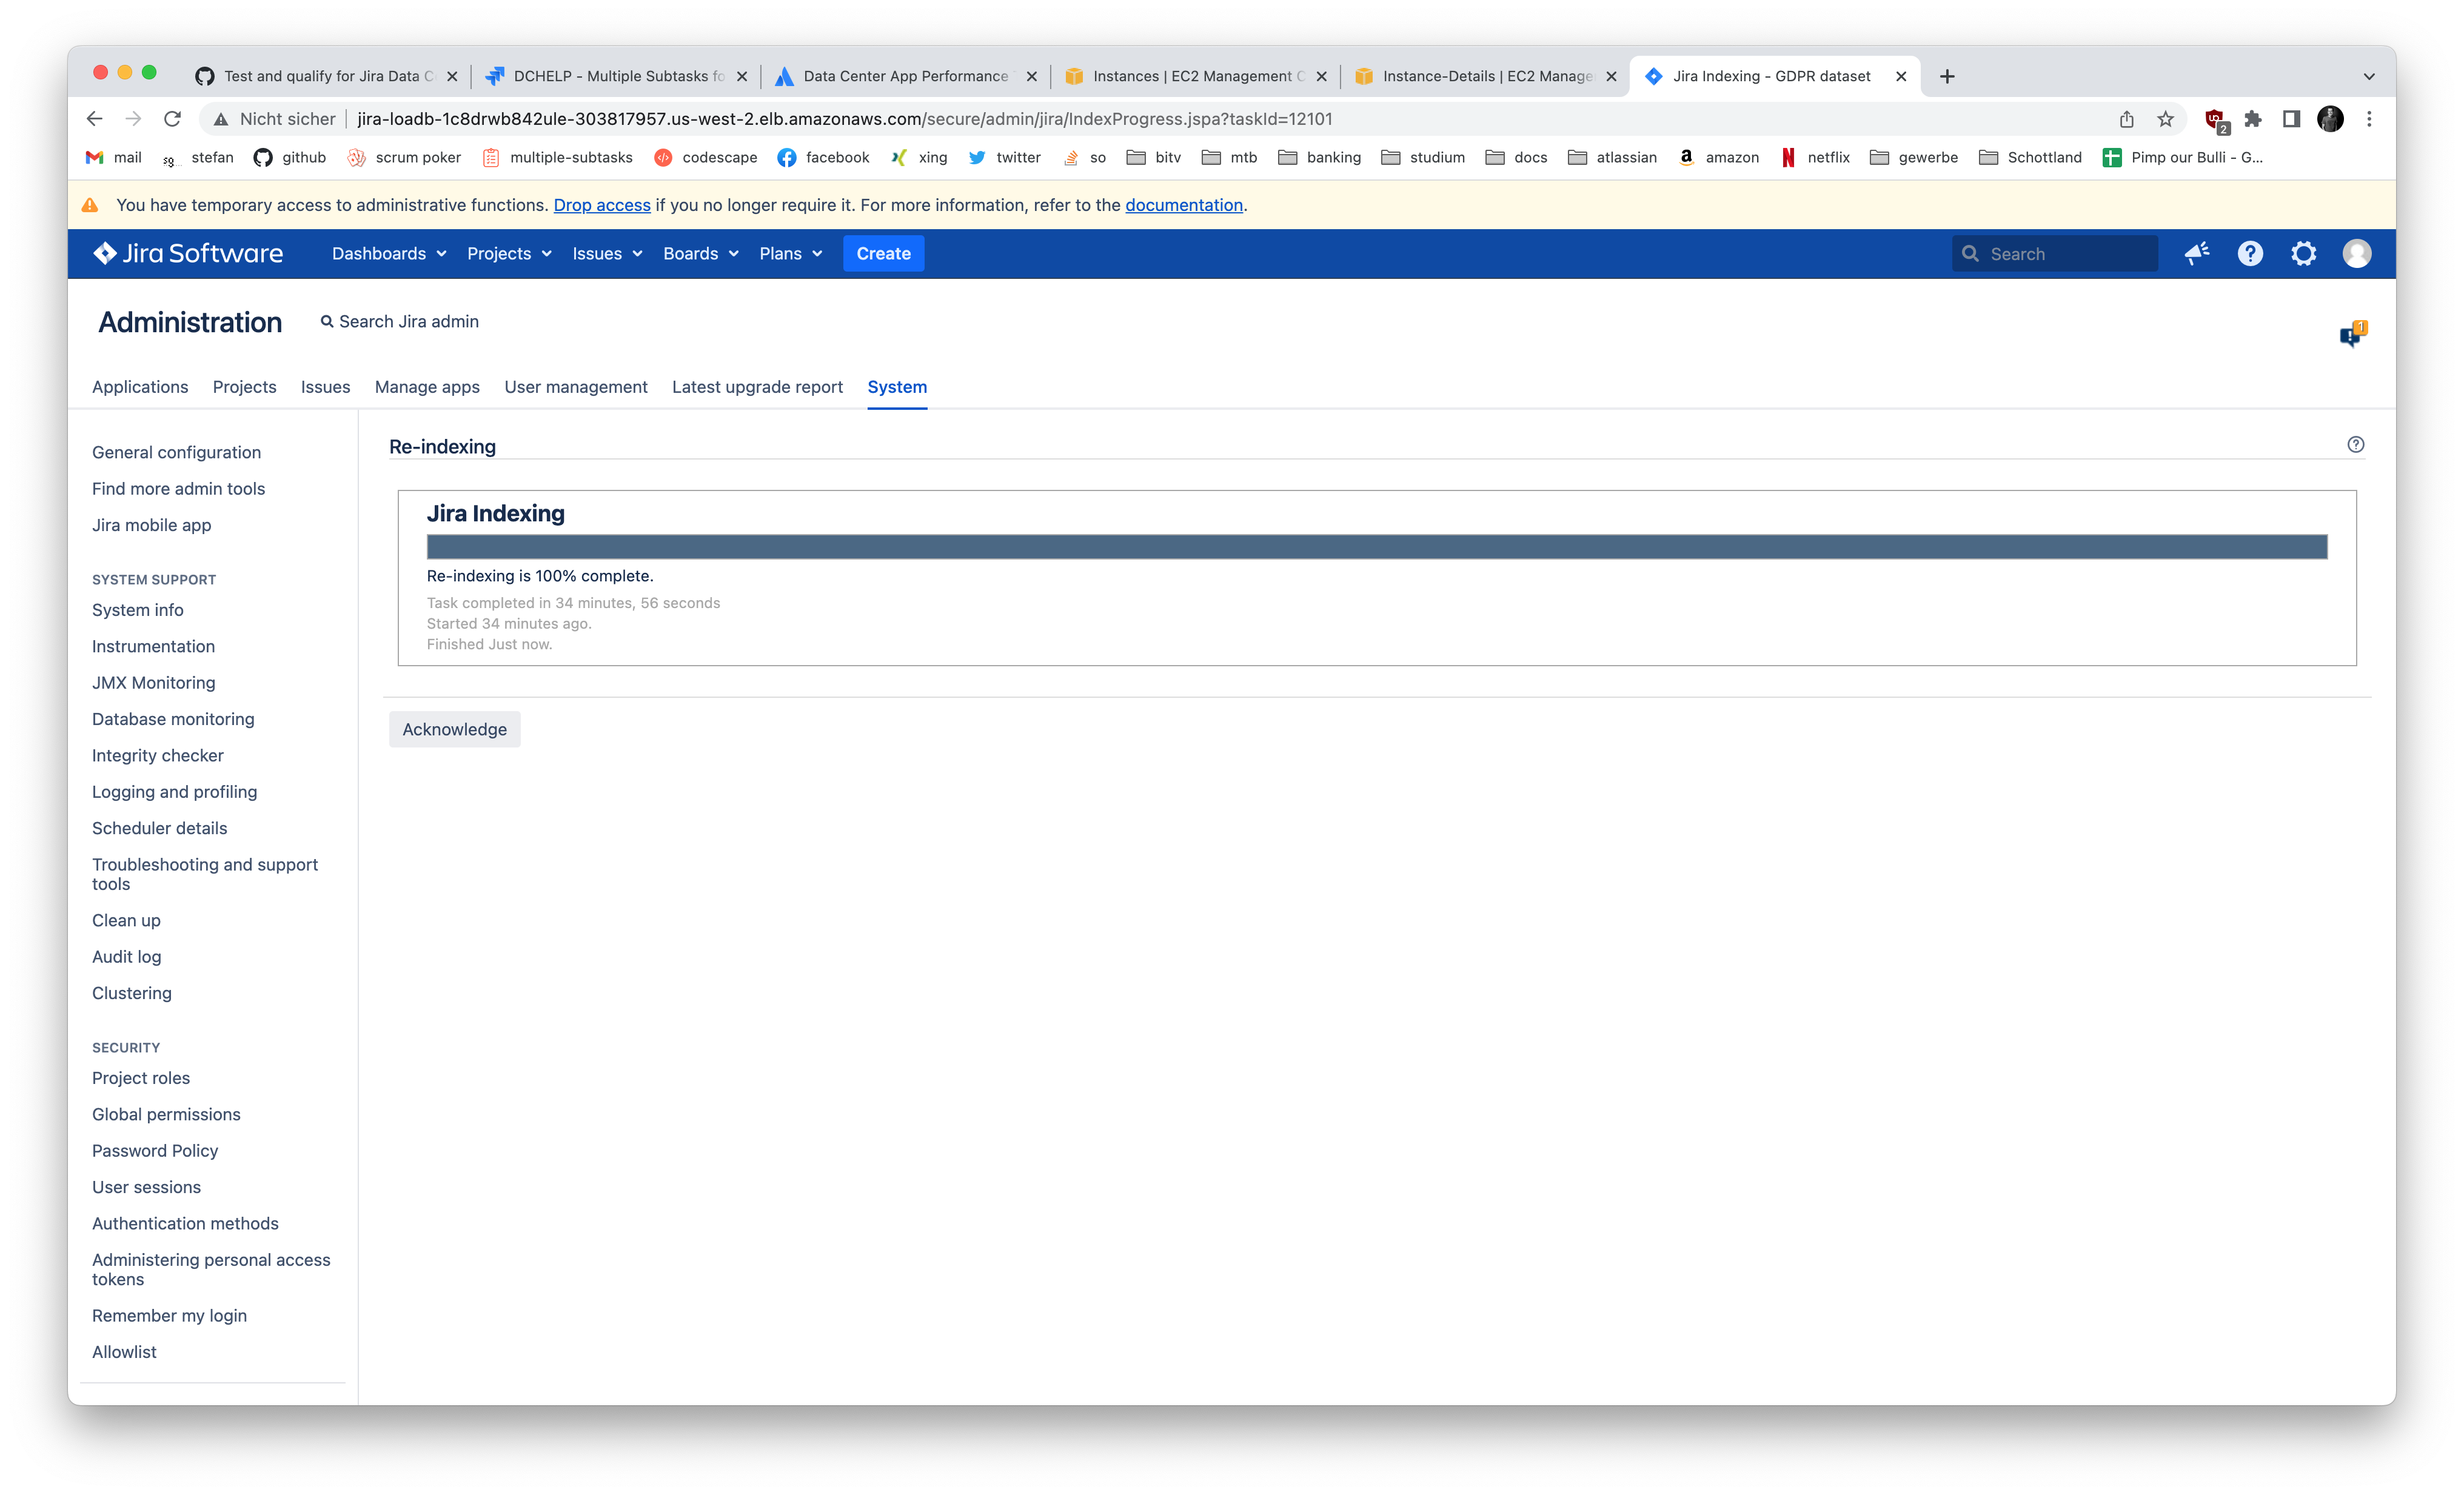 Test and qualify for Jira Data C
DCHELP - Multiple Subtasks fo
Data Center App Performance
Instances | EC2 Management C
Instance-Details | EC2 Manage
Jira Indexing - GDPR dataset
Nicht sicher
jira-loadb-1c8drwb842ule-303817957.us-west-2.elb.amazonaws.com/secure/admin/jira/IndexProgress.jspa?taskId=12101
2
mail
sg
stefan
github
scrum poker
multiple-subtasks
codescape
facebook
xing
twitter
so
bitv
mtb
banking
studium
docs
atlassian
amazon
netflix
gewerbe
Schottland
Pimp our Bulli - G...
You have temporary access to administrative functions. Drop access if you no longer require it. For more information, refer to the documentation.
Jira Software
Dashboards
Projects
Issues
Boards
Plans
Create
Search
Administration
Search Jira admin
1
Applications
Projects
Issues
Manage apps
User management
Latest upgrade report
System
General configuration
Find more admin tools
Jira mobile app
SYSTEM SUPPORT
System info
Instrumentation
JMX Monitoring
Database monitoring
Integrity checker
Logging and profiling
Scheduler details
Troubleshooting and support
tools
Clean up
Audit log
Clustering
SECURITY
Project roles
Global permissions
Password Policy
User sessions
Authentication methods
Administering personal access
tokens
Remember my login
Allowlist
Re-indexing
Jira Indexing
Re-indexing is 100% complete.
Task completed in 34 minutes, 56 seconds
Started 34 minutes ago.
Finished Just now.
Acknowledge